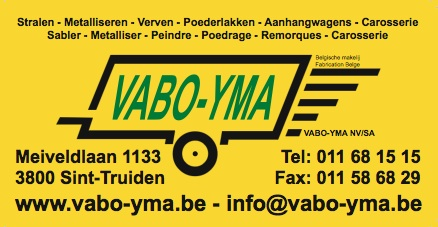 Stralen - Metalliseren - Verven - Poederlakken - Aanhangwagens - Carosserie
Sabler - Metalliser - Peindre - Poedrage - Remorques - Carosserie
Belgische makelij
Fabrication Belge
VABO-YMA
VABO-YMA NV/SA
Meiveldlaan 1133
3800 Sint-Truiden
Tel: 011 68 15 15
Fax: 011 58 68 29
www.vabo-yma.be - info@vabo-yma.be